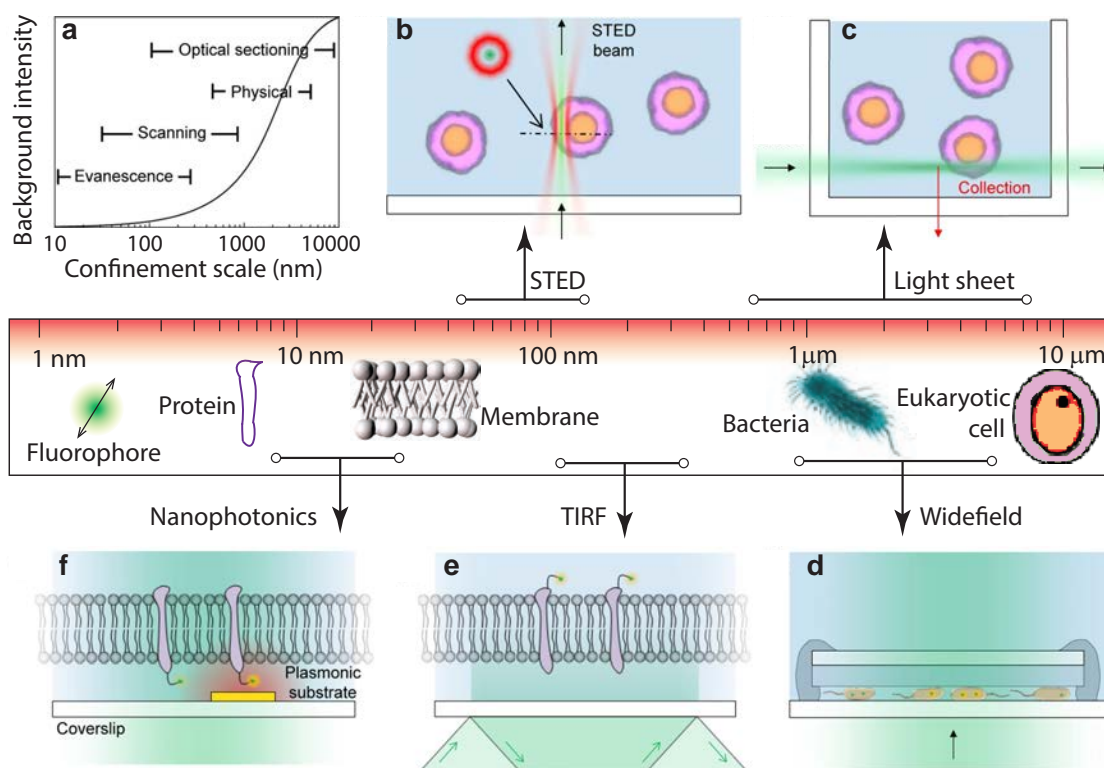 a
Background intensity
Optical sectioning
Physical
Scanning
Evanescence
10 100 1000 10000
Confinement scale (nm)
b
STED
beam
c
Collection
STED
Light sheet
1 nm 10 nm 100 nm 1μm 10 μm
Fluorophore
Protein
Membrane
Bacteria
Eukaryotic
cell
Nanophotonics
TIRF
Widefield
f
Plasmonic
substrate
Coverslip
e
d